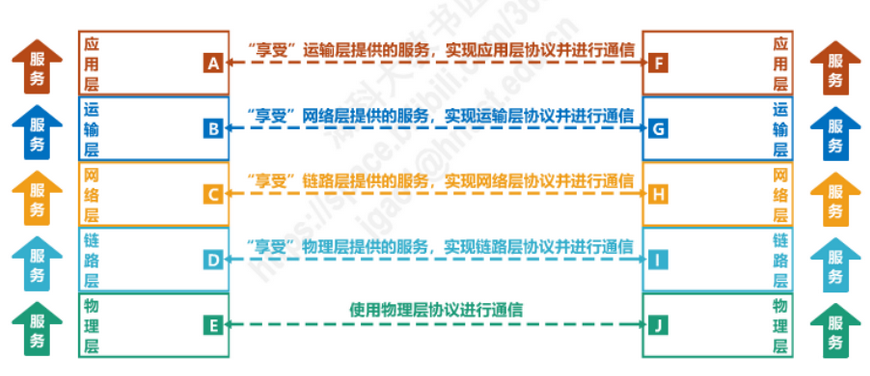 服务 应用层 A “享受”运输层提供的服务，实现应用层协议并进行通信 F 应用层 服务
服务 运输层 B “享受”网络层提供的服务，实现运输层协议并进行通信 G 运输层 服务
服务 网络层 C “享受”链路层提供的服务，实现网络层协议并进行通信 H 网络层 服务
服务 链路层 D “享受”物理层提供的服务，实现链路层协议并进行通信 I 链路层 服务
服务 物理层 E 使用物理层协议进行通信 J 物理层 服务